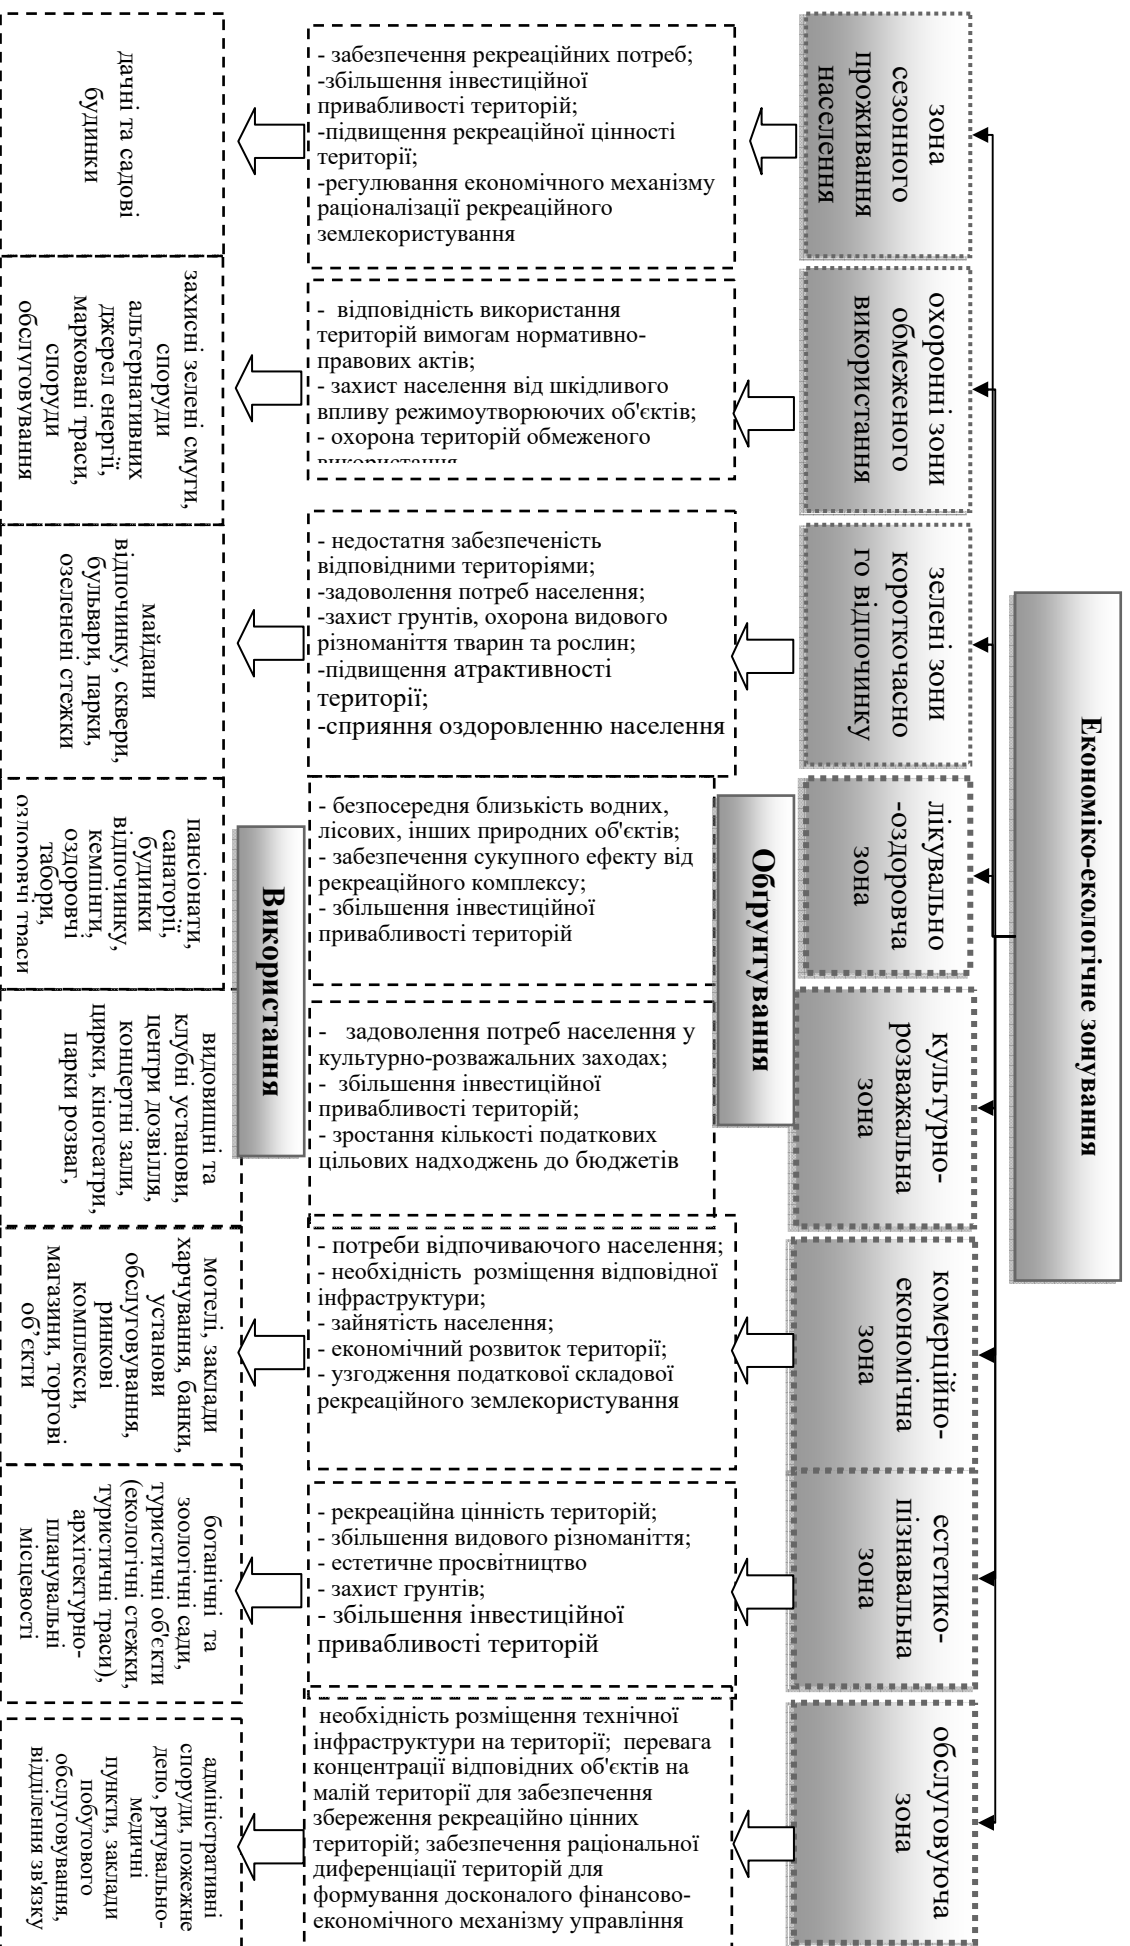 Економіко-екологічне зонування
зона
сезонного
проживання
населення
охоронні зони
обмеженого
використання
зелені зони
короткочасно
го відпочинку
лікувально
-оздоровча
зона
культурно-
розважальна
зона
комерційно-
економічна
зона
естетико-
пізнавальна
зона
обслуговуюча
зона
Обґрунтування
- забезпечення рекреаційних потреб;
-збільшення інвестиційної
привабливості територій;
-підвищення рекреаційної цінності
території;
-регулювання економічного механізму
раціоналізації рекреаційного
землекористування
- відповідність використання
територій вимогам нормативно-
правових актів;
- захист населення від шкідливого
впливу режимоутворюючих об'єктів;
- охорона територій обмеженого
використання
- недостатня забезпеченість
відповідними територіями;
-задоволення потреб населення;
-захист грунтів, охорона видового
різноманіття тварин та рослин;
-підвищення атрактивності
території;
-сприяння оздоровленню населення
- безпосередня близькість водних,
лісових, інших природних об'єктів;
- забезпечення сукупного ефекту від
рекреаційного комплексу;
- збільшення інвестиційної
привабливості територій
- задоволення потреб населення у
культурно-розважальних заходах;
- збільшення інвестиційної
привабливості територій;
- зростання кількості податкових
цільових надходжень до бюджетів
- потреби відпочиваючого населення;
- необхідність розміщення відповідної
інфраструктури;
- зайнятість населення;
- економічний розвиток території;
- узгодження податкової складової
рекреаційного землекористування
- рекреаційна цінність територій;
- збільшення видового різноманіття;
- естетичне просвітництво
- захист грунтів;
- збільшення інвестиційної
привабливості територій
необхідність розміщення технічної
інфраструктури на території; перевага
концентрації відповідних об'єктів на
малій території для забезпечення
збереження рекреаційно цінних
територій; забезпечення раціональної
диференціації територій для
формування досконалого фінансово-
економічного механізму управління
Використання
дачні та садові
будинки
захисні зелені смуги,
споруди
альтернативних
джерел енергії,
марковані траси,
споруди
обслуговування
майдани
відпочинку, сквери,
бульвари, парки,
озеленені стежки
пансіонати,
санаторії,
будинки
відпочинку,
кемпінги,
оздоровчі
табори,
оздоровчі траси
видовищні та
клубні установи,
центри дозвілля,
концертні зали,
цирки, кінотеатри,
парки розваг,
мотелі, заклади
харчування, банки,
установи
обслуговування,
ринкові
комплекси,
магазини, торгові
об’єкти
ботанічні та
зоологічні сади,
туристичні об'єкти
(екологічні стежки,
туристичні траси),
архітектурно-
планувальні
місцевості
адміністративні
споруди, пожежне
депо, рятувально-
медичні
пункти, заклади
побутового
обслуговування,
відділення зв'язку